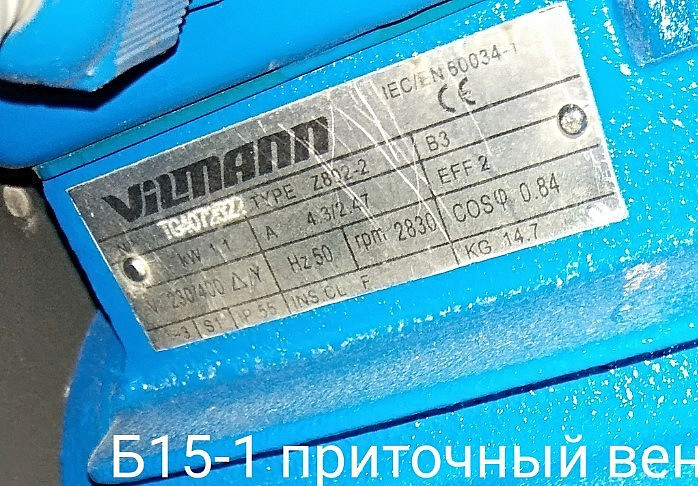 IEC/EN 60034-1
CE
VilMANN
TYPE Z802-2 B3
kW 1.1 A 4.3/2.47 EFF 2
V 230/400 Δ/Y Hz 50 rpm 2830 COSφ 0.84
~3 S1 IP 55 INS CL F KG 14.7
Б15-1 приточный вен